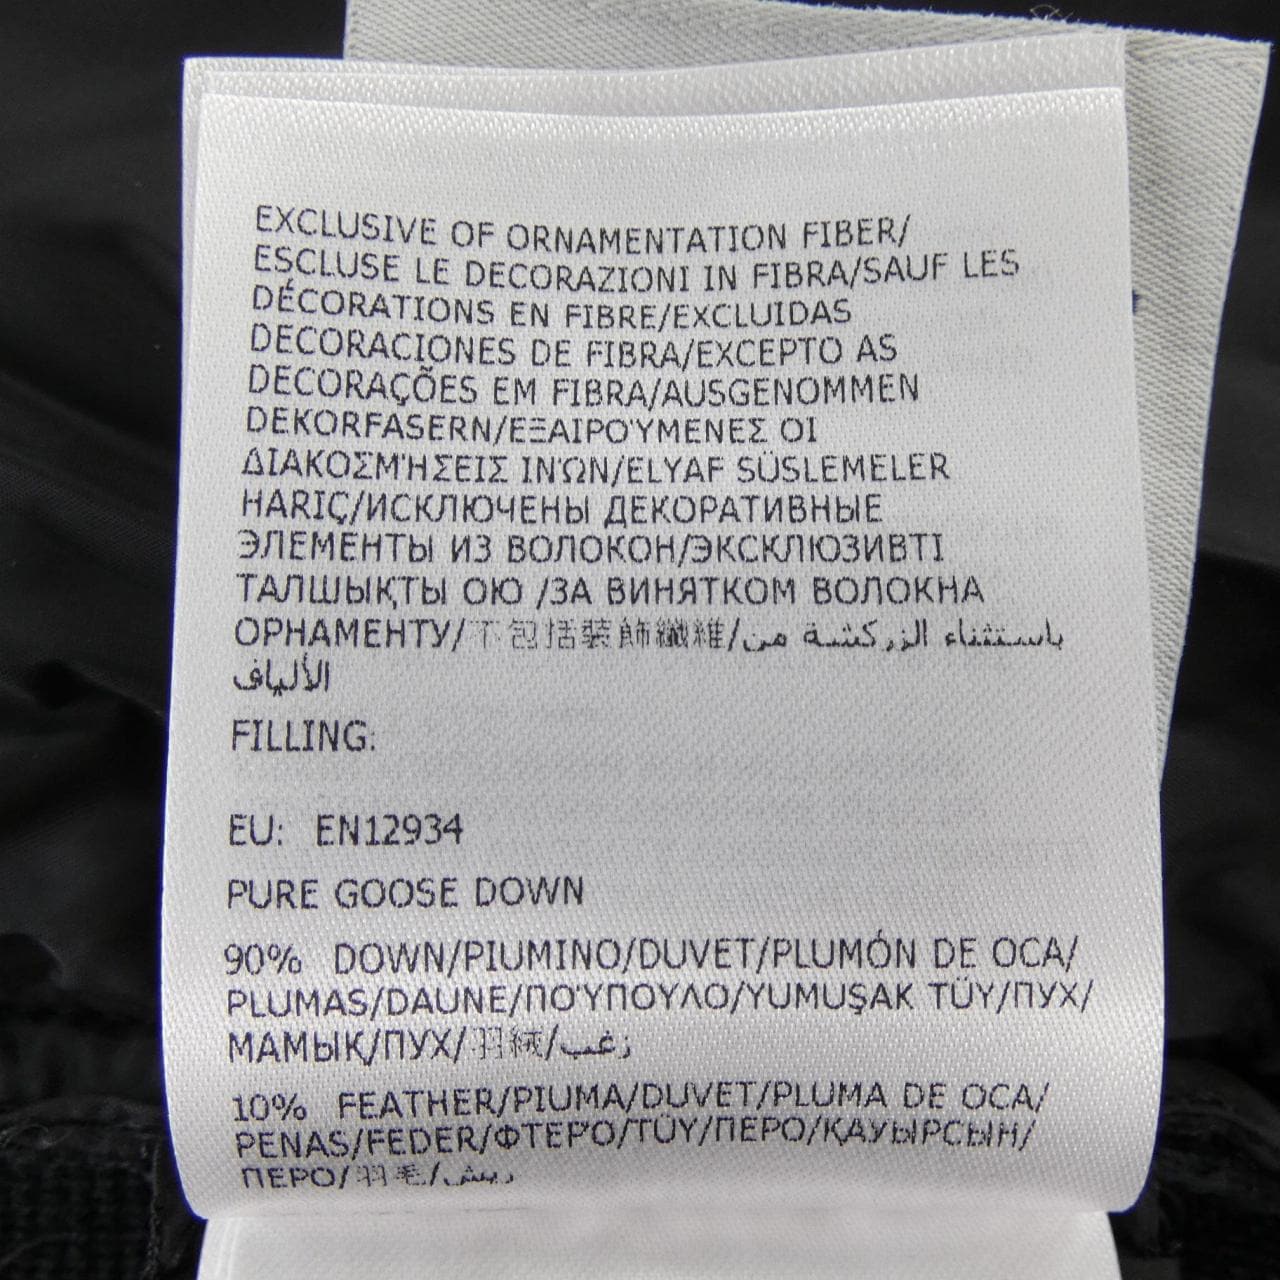 EXCLUSIVE OF ORNAMENTATION FIBER/
ESCLUSE LE DECORAZIONI IN FIBRA/SAUF LES
DÉCORATIONS EN FIBRE/EXCLUIDAS
DECORACIONES DE FIBRA/EXCEPTO AS
DECORAÇÕES EM FIBRA/AUSGENOMMEN
DEKORFASERN/ΕΞΑΙΡΟΎΜΕΝΕΣ ΟΙ
ΔΙΑΚΟΣΜΉΣΕΙΣ ΙΝΏΝ/ELYAF SÜSLEMELER
HARIÇ/ИСКЛЮЧЕНЫ ДЕКОРАТИВНЫЕ
ЭЛЕМЕНТЫ ИЗ ВОЛОКОН/ЭКСКЛЮЗИВТІ
ТАЛШЫҚТЫ ОЮ /ЗА ВИНЯТКОМ ВОЛОКНА
ОРНАМЕНТУ/不包括裝飾纖維/باستثناء الزركشة من
الألياف
FILLING:
EU: EN12934
PURE GOOSE DOWN
90% DOWN/PIUMINO/DUVET/PLUMÓN DE OCA/
PLUMAS/DAUNE/ΠΟΎΠΟΥΛΟ/YUMUŞAK TÜY/ПУХ/
МАМЫҚ/ПУХ/羽絨/زغب
10% FEATHER/PIUMA/DUVET/PLUMA DE OCA/
PENAS/FEDER/ΦΤΕΡΌ/TÜY/ПЕРО/ҚАУЫРСЫН/
ПЕРО/羽毛/ريش